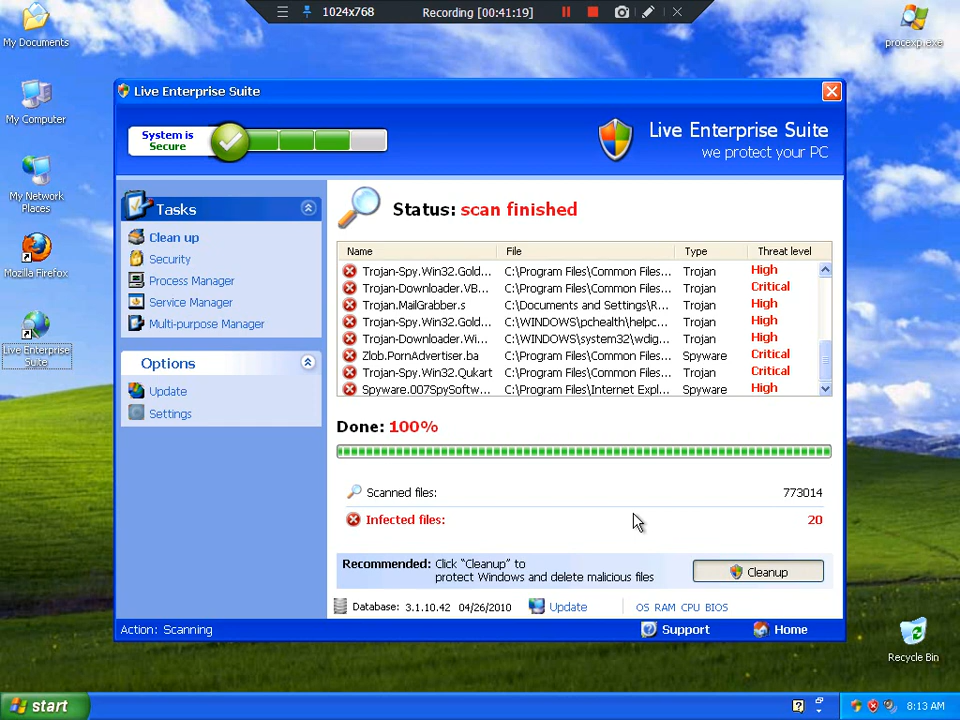 1024x768 Recording [00:41:19]
My Documents
procexp.exe
My Computer
My Network
Places
Mozilla Firefox
Live Enterprise
Suite
Live Enterprise Suite
System is
Secure
Live Enterprise Suite
we protect your PC
Tasks
Clean up
Security
Process Manager
Service Manager
Multi-purpose Manager
Options
Update
Settings
Status: scan finished
Name File Type Threat level
Trojan-Spy.Win32.Gold... C:\Program Files\Common Files... Trojan High
Trojan-Downloader.VB... C:\Program Files\Common Files... Trojan Critical
Trojan.MailGrabber.s C:\Documents and Settings\R... Trojan High
Trojan-Spy.Win32.Gold... C:\WINDOWS\pchealth\helpc... Trojan High
Trojan-Downloader.Wi... C:\WINDOWS\system32\wdig... Trojan High
Zlob.PornAdvertiser.ba C:\Program Files\Common Files... Spyware Critical
Trojan-Spy.Win32.Qukart C:\Program Files\Common Files... Trojan Critical
Spyware.007SpySoftw... C:\Program Files\Internet Expl... Spyware High
Done: 100%
Scanned files: 773014
Infected files: 20
Recommended: Click "Cleanup" to
protect Windows and delete malicious files
Cleanup
Database: 3.1.10.42 04/26/2010 Update OS RAM CPU BIOS
Action: Scanning Support Home
Recycle Bin
start
8:13 AM